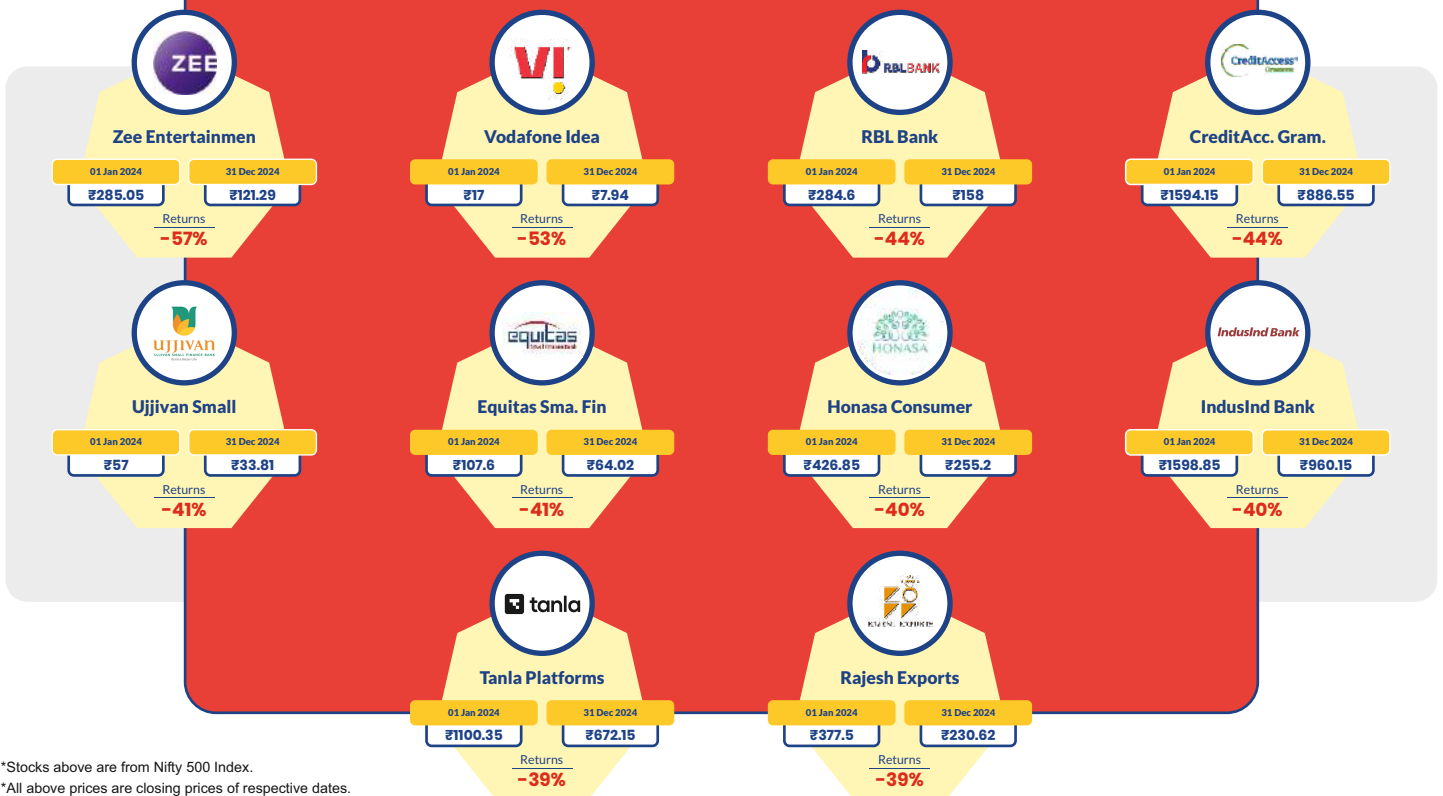 ZEE
VI
RBLBANK
CreditAccess
Zee Entertainmen
Vodafone Idea
RBL Bank
CreditAcc. Gram.
01 Jan 2024 31 Dec 2024
01 Jan 2024 31 Dec 2024
01 Jan 2024 31 Dec 2024
01 Jan 2024 31 Dec 2024
₹285.05 ₹121.29
₹17 ₹7.94
₹284.6 ₹158
₹1594.15 ₹886.55
Returns
Returns
Returns
Returns
-57%
-53%
-44%
-44%
UJJIVAN
UJJIVAN SMALL FINANCE BANK
equitas
HONASA
IndusInd Bank
Ujjivan Small
Equitas Sma. Fin
Honasa Consumer
IndusInd Bank
01 Jan 2024 31 Dec 2024
01 Jan 2024 31 Dec 2024
01 Jan 2024 31 Dec 2024
01 Jan 2024 31 Dec 2024
₹57 ₹33.81
₹107.6 ₹64.02
₹426.85 ₹255.2
₹1598.85 ₹960.15
Returns
Returns
Returns
Returns
-41%
-41%
-40%
-40%
tanla
Tanla Platforms
Rajesh Exports
01 Jan 2024 31 Dec 2024
01 Jan 2024 31 Dec 2024
₹1100.35 ₹672.15
₹377.5 ₹230.62
Returns
Returns
-39%
-39%
*Stocks above are from Nifty 500 Index.
*All above prices are closing prices of respective dates.